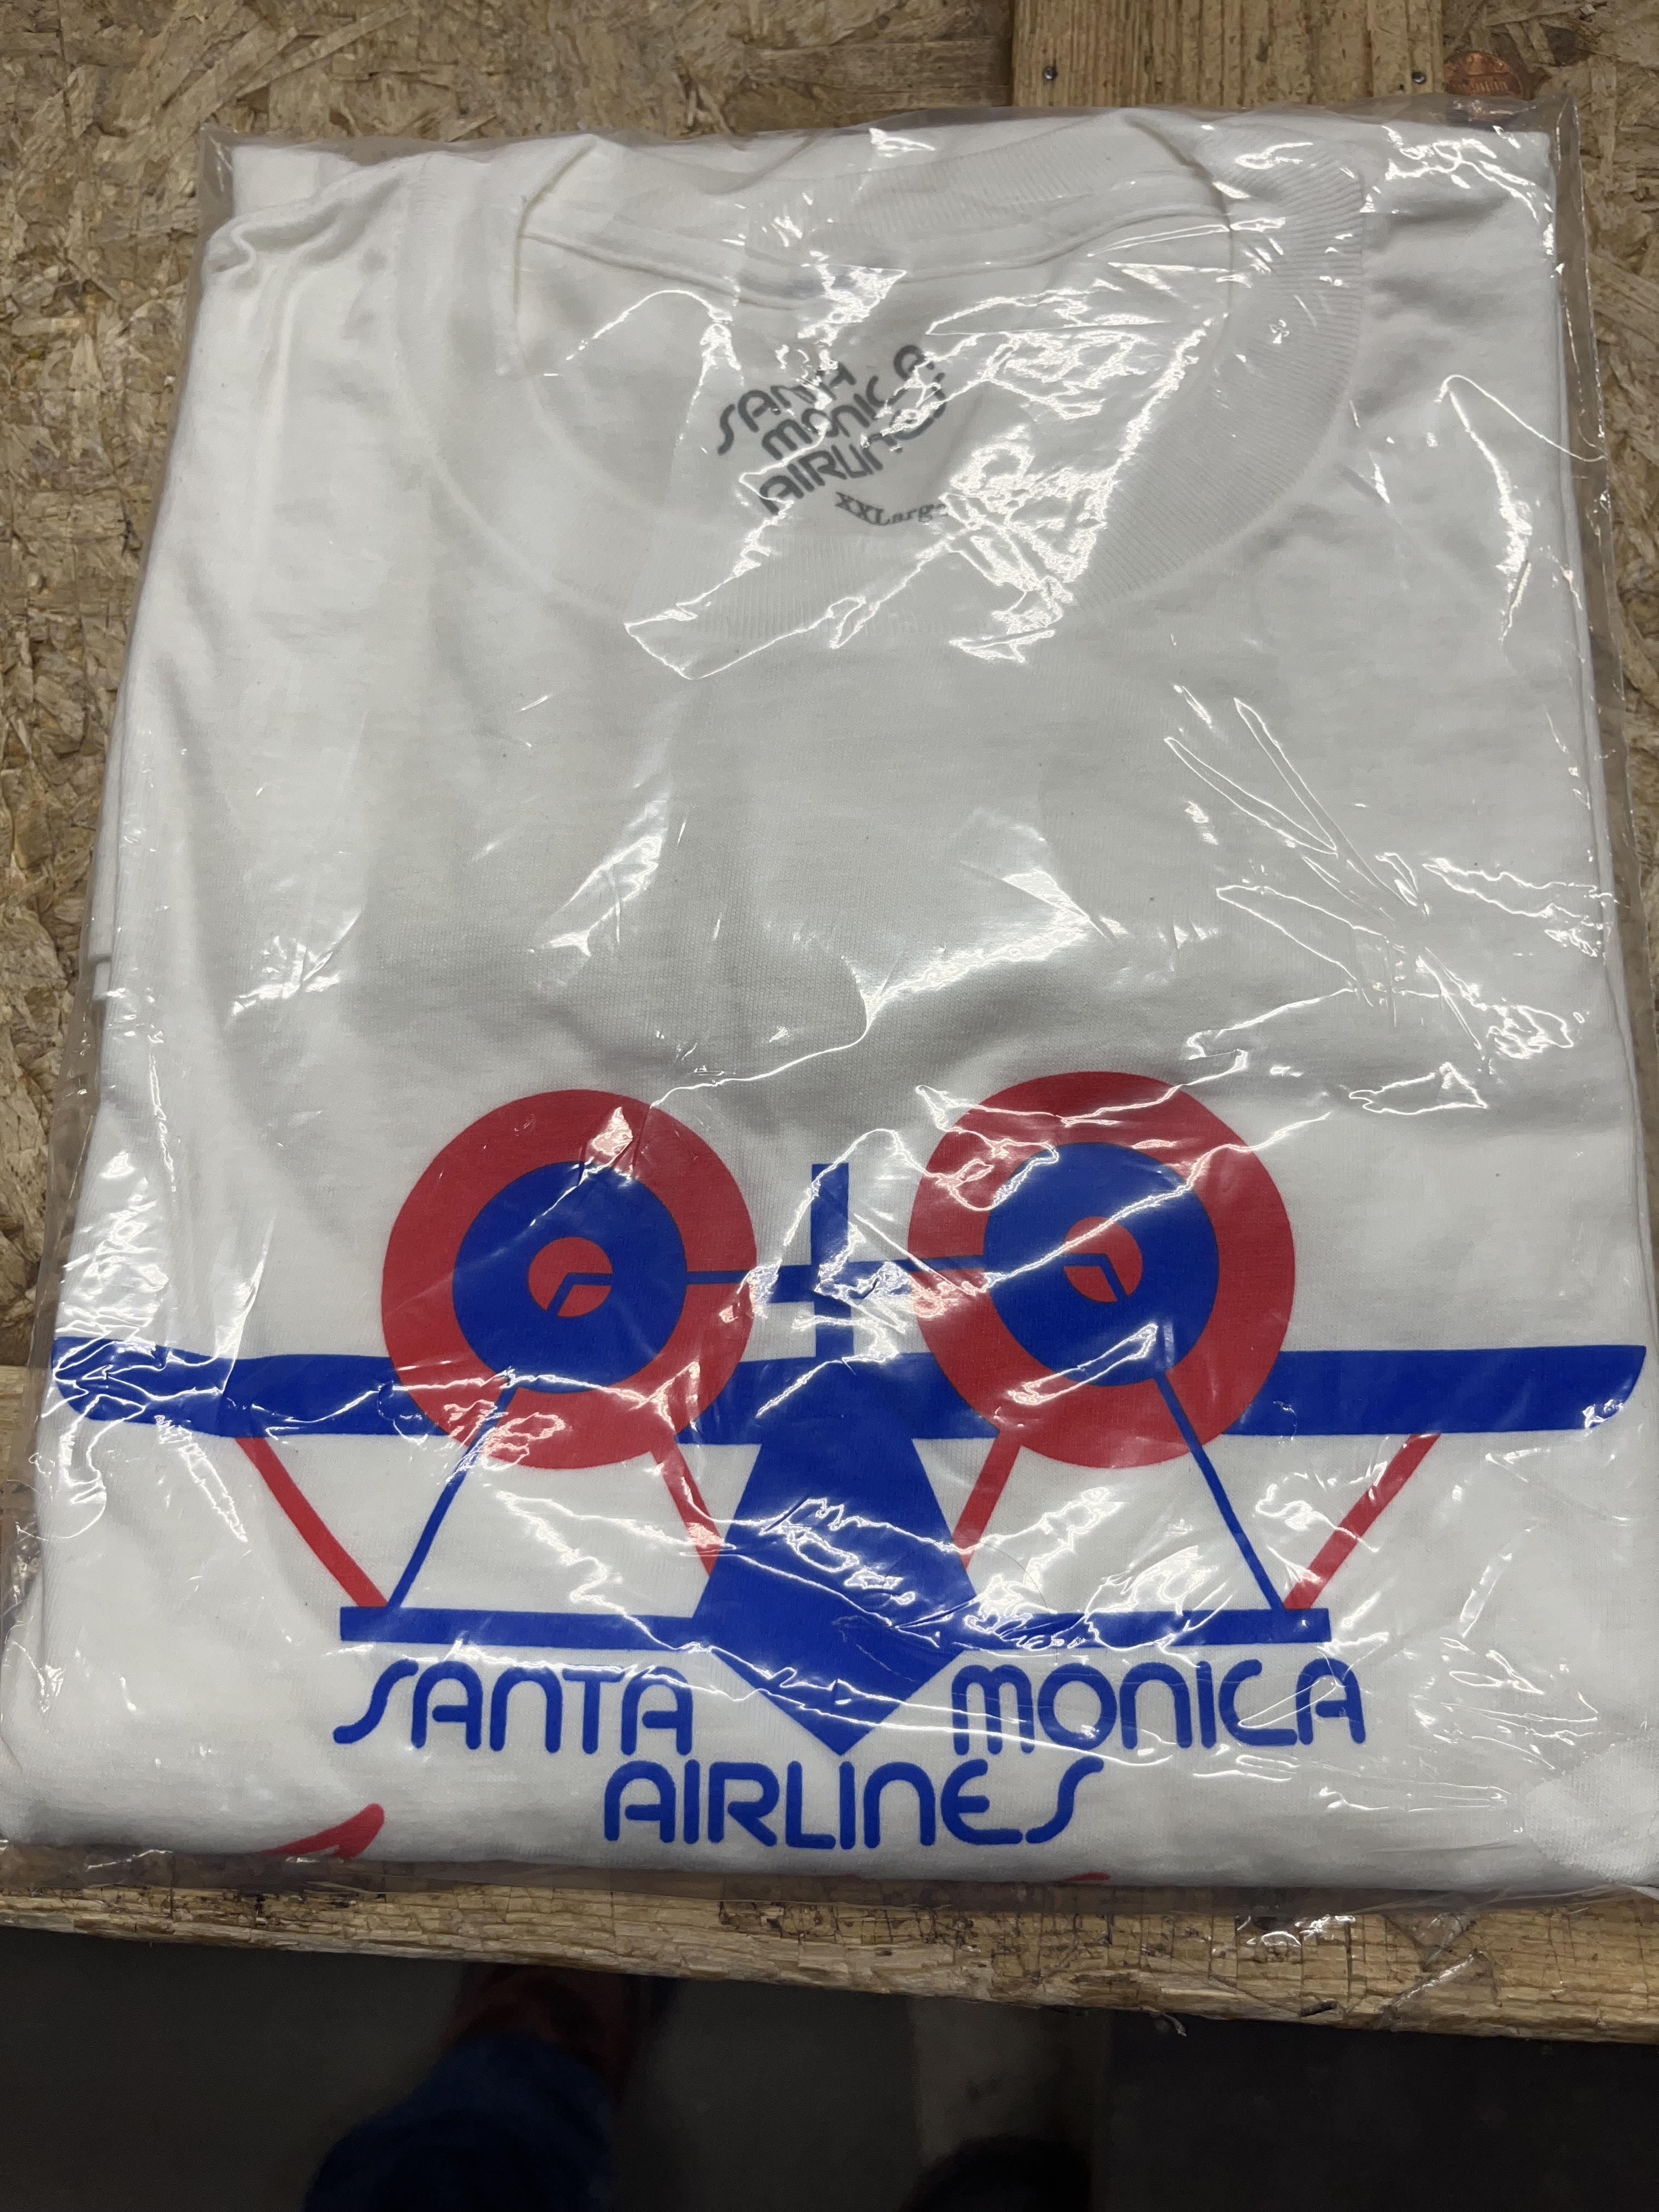 SANTA
MONICA
AIRLINES
XXLarge
SANTA MONICA
AIRLINES